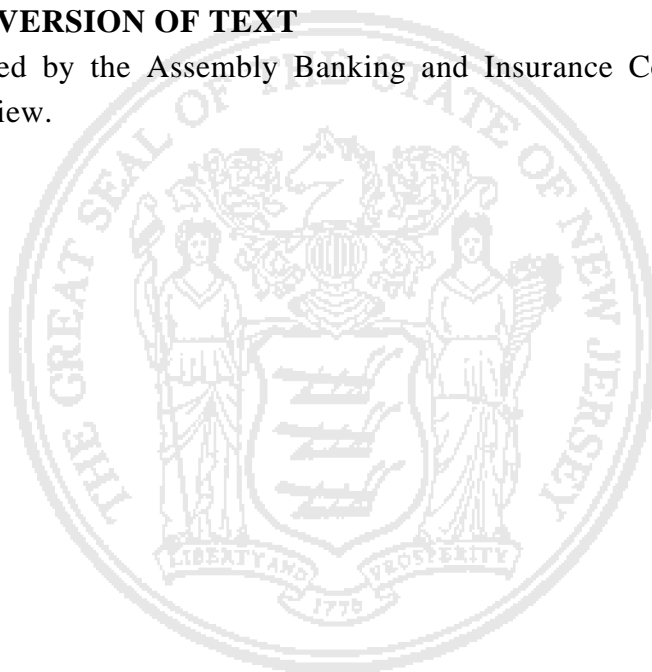 VERSION OF TEXT
ed by the Assembly Banking and Insurance Co
iew.
THE GREAT SEAL OF THE STATE OF NEW JERSEY
LIBERTY AND PROSPERITY
1776